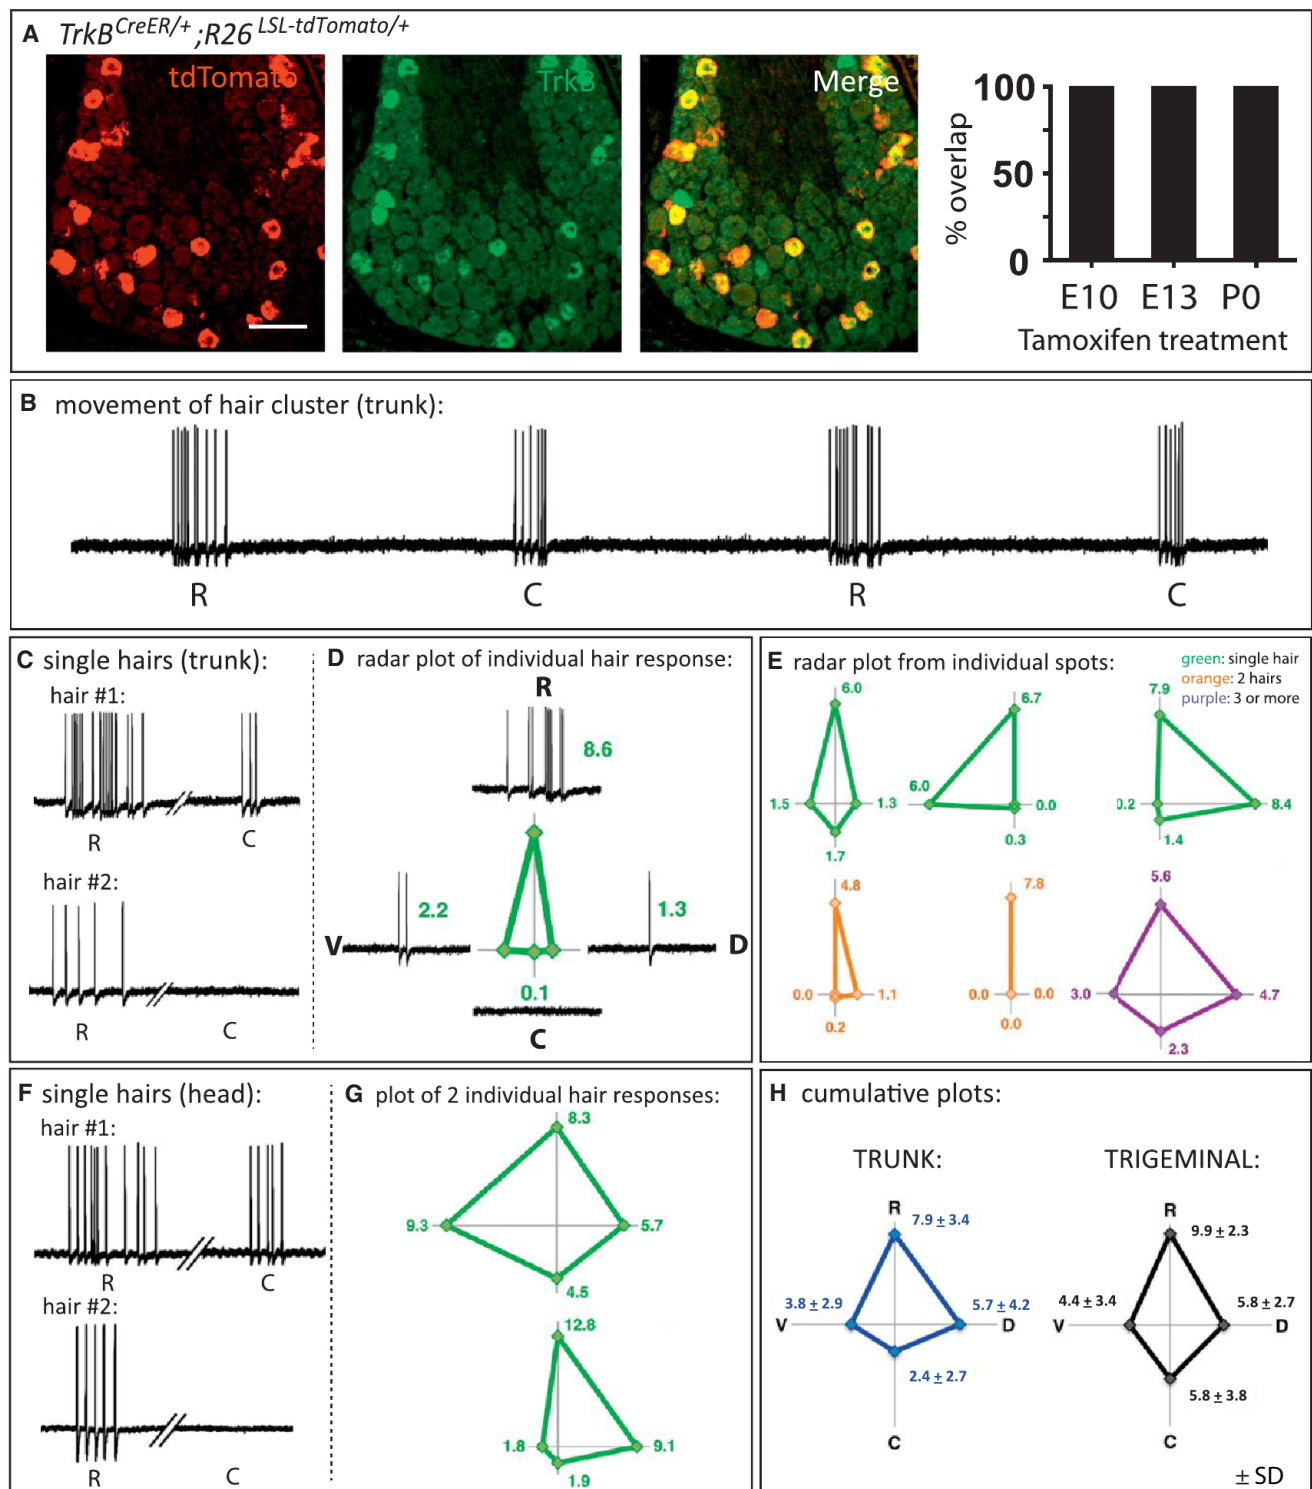 A TrkB^CreER/+;R26^LSL-tdTomato/+
tdTomato
TrkB
Merge
% overlap
100
50
0
E10 E13 P0
Tamoxifen treatment
B movement of hair cluster (trunk):
R C R C
C single hairs (trunk):
hair #1:
R C
hair #2:
R C
D radar plot of individual hair response:
R
8.6
V 2.2 1.3 D
0.1
C
E radar plot from individual spots:
green: single hair
orange: 2 hairs
purple: 3 or more
6.0
1.5 1.3
1.7
6.7
6.0 0.0
0.3
7.9
0.2 8.4
1.4
4.8
0.0 1.1
0.2
7.8
0.0 0.0
0.0
5.6
3.0 4.7
2.3
F single hairs (head):
hair #1:
R C
hair #2:
R C
G plot of 2 individual hair responses:
8.3
9.3 5.7
4.5
12.8
1.8 9.1
1.9
H cumulative plots:
TRUNK:
R
7.9 ± 3.4
3.8 ± 2.9 5.7 ± 4.2
V D
2.4 ± 2.7
C
TRIGEMINAL:
R
9.9 ± 2.3
4.4 ± 3.4 5.8 ± 2.7
V D
5.8 ± 3.8
C
± SD